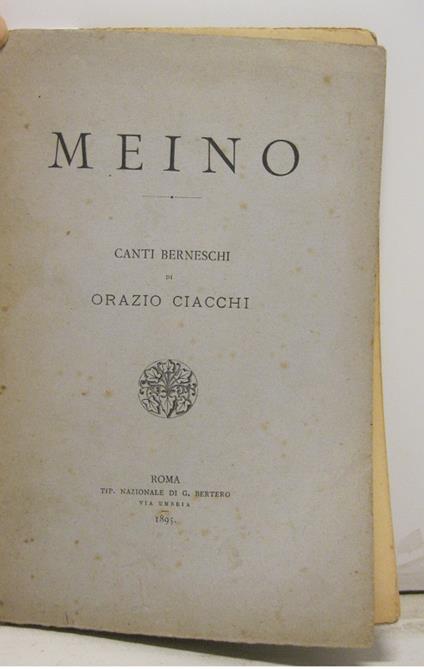 MEINO
CANTI BERNESCHI
DI
ORAZIO CIACCHI
ROMA
TIP. NAZIONALE DI G. BERTERO
VIA UMBRIA
1895.